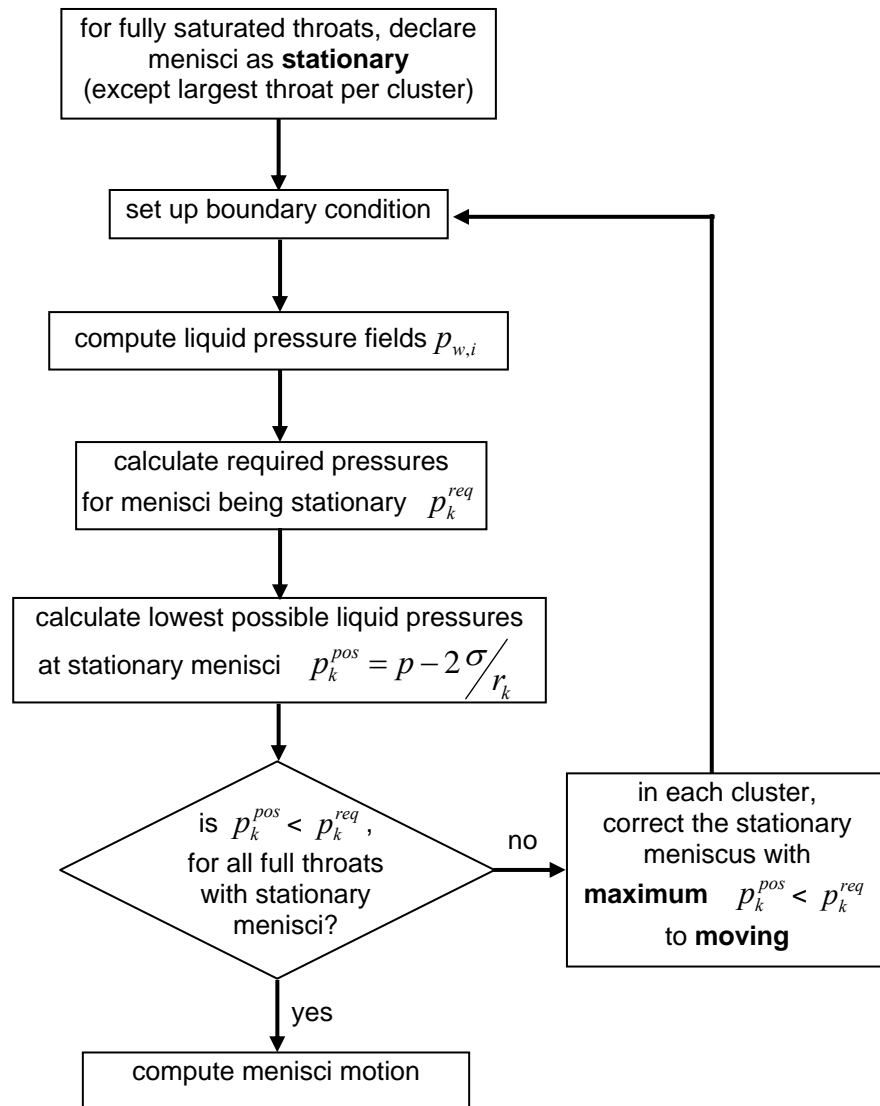 for fully saturated throats, declare
menisci as stationary
(except largest throat per cluster)
set up boundary condition
compute liquid pressure fields p_{w,i}
calculate required pressures
for menisci being stationary p_k^{req}
calculate lowest possible liquid pressures
at stationary menisci p_k^{pos} = p − 2 σ/r_k
is p_k^{pos} < p_k^{req} ,
for all full throats
with stationary
menisci?
no
in each cluster,
correct the stationary
meniscus with
maximum p_k^{pos} < p_k^{req}
to moving
yes
compute menisci motion